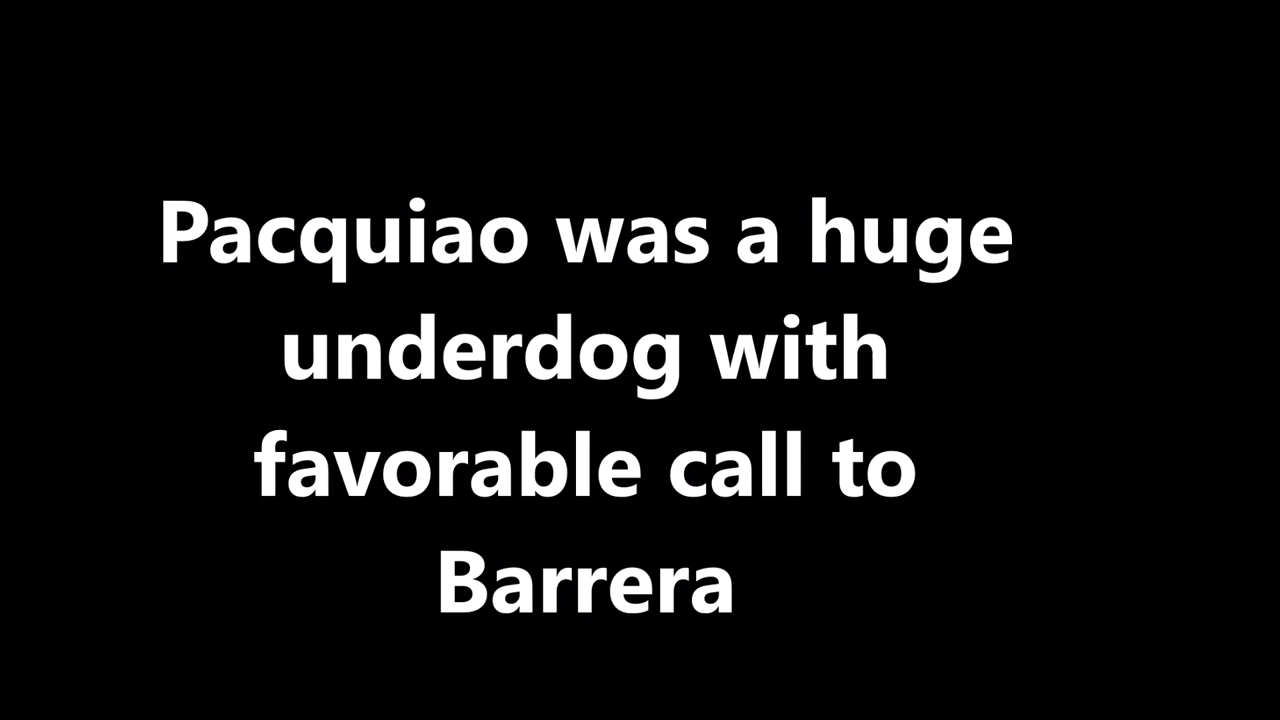 Pacquiao was a huge
underdog with
favorable call to
Barrera